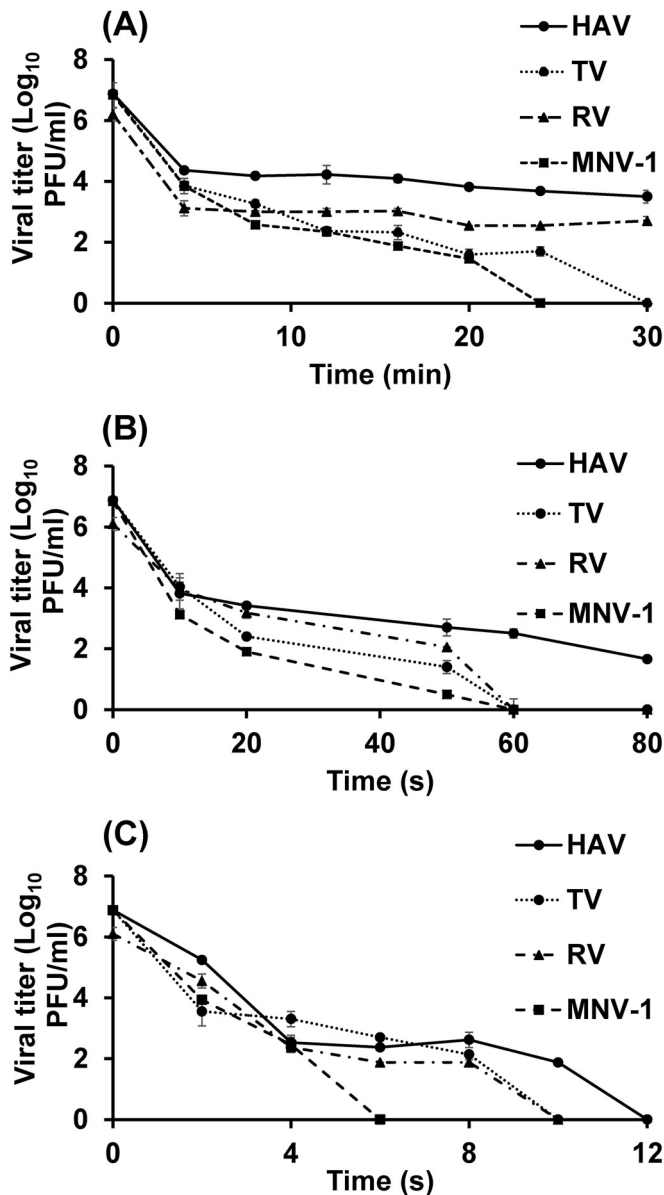 (A)
HAV
TV
RV
MNV-1
Viral titer (Log10
PFU/ml)
8
6
4
2
0
0 10 20 30
Time (min)
(B)
HAV
TV
RV
MNV-1
Viral titer (Log10
PFU/ml)
8
6
4
2
0
0 20 40 60 80
Time (s)
(C)
HAV
TV
RV
MNV-1
Viral titer (Log10
PFU/ml)
8
6
4
2
0
0 4 8 12
Time (s)